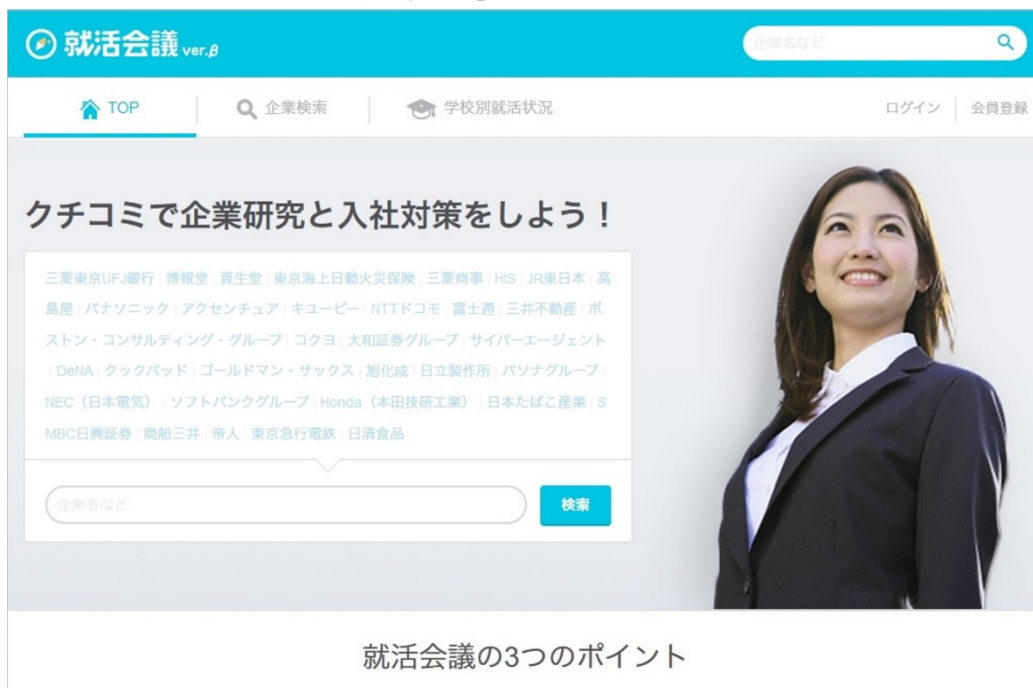 就活会議 ver.β
企業名など
TOP
企業検索
学校別就活状況
ログイン
会員登録
クチコミで企業研究と入社対策をしよう！
三菱東京UFJ銀行 | 博報堂 | 資生堂 | 東京海上日動火災保険 | 三菱商事 | HIS | JR東日本 | 高
島屋 | パナソニック | アクセンチュア | キユーピー | NTTドコモ | 富士通 | 三井不動産 | ボ
ストン・コンサルティング・グループ | コクヨ | 大和証券グループ | サイバーエージェント
| DeNA | クックパッド | ゴールドマン・サックス | 旭化成 | 日立製作所 | パソナグループ |
NEC（日本電気） | ソフトバンクグループ | Honda（本田技研工業） | 日本たばこ産業 | S
MBC日興証券 | 商船三井 | 帝人 | 東京急行電鉄 | 日清食品
企業名など
検索
就活会議の3つのポイント